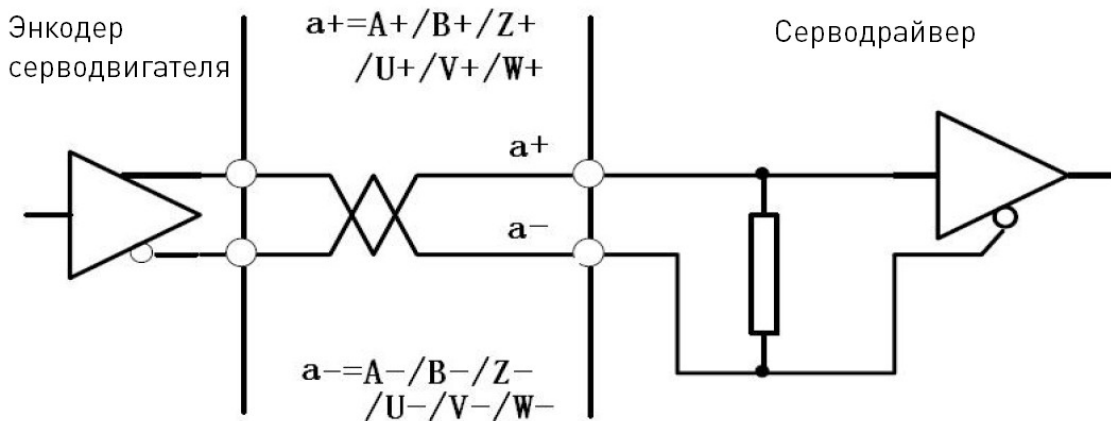 Энкодер
серводвигателя
a+=A+/B+/Z+
/U+/V+/W+
Серводрайвер
a+
a-
a-=A-/B-/Z-
/U-/V-/W-